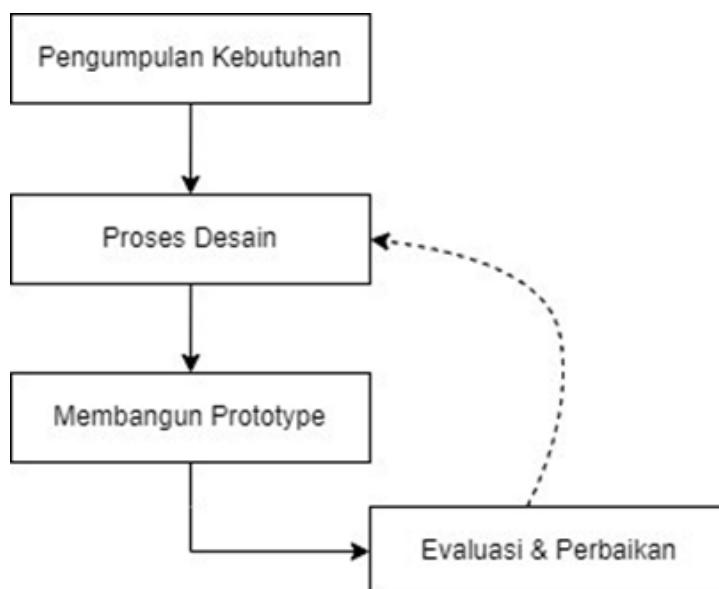 Pengumpulan Kebutuhan
Proses Desain
Membangun Prototype
Evaluasi & Perbaikan